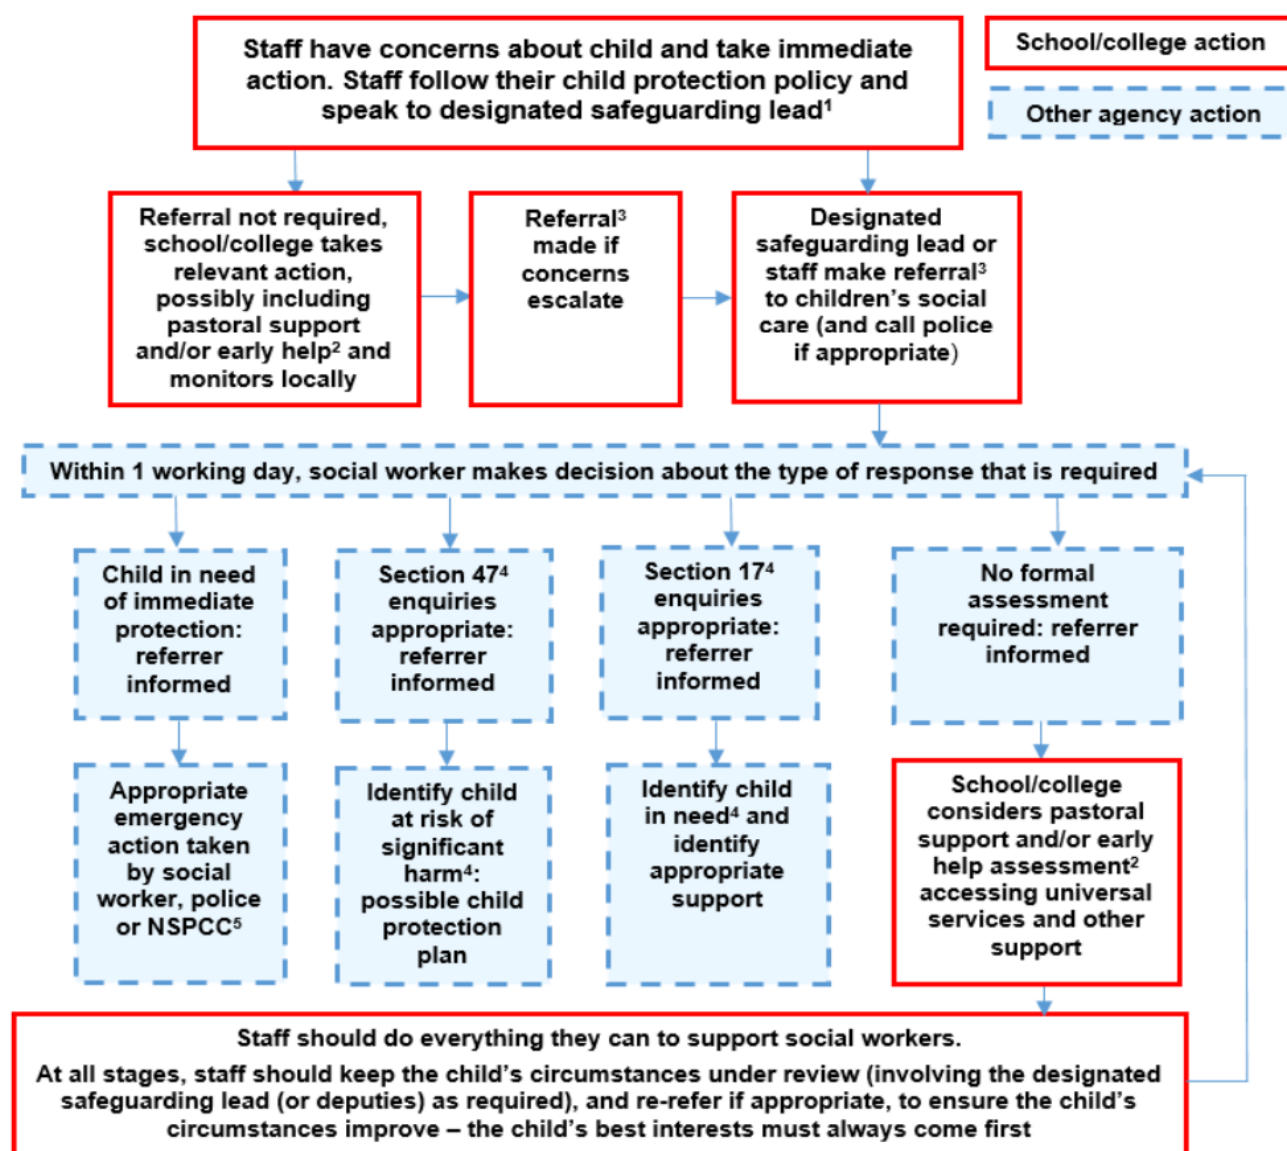 Staff have concerns about child and take immediate
action. Staff follow their child protection policy and
speak to designated safeguarding lead¹
School/college action
Other agency action
Referral not required,
school/college takes
relevant action,
possibly including
pastoral support
and/or early help² and
monitors locally
Referral³
made if
concerns
escalate
Designated
safeguarding lead or
staff make referral³
to children’s social
care (and call police
if appropriate)
Within 1 working day, social worker makes decision about the type of response that is required
Child in need
of immediate
protection:
referrer
informed
Section 47⁴
enquiries
appropriate:
referrer
informed
Section 17⁴
enquiries
appropriate:
referrer
informed
No formal
assessment
required: referrer
informed
Appropriate
emergency
action taken
by social
worker, police
or NSPCC⁵
Identify child
at risk of
significant
harm⁴:
possible child
protection
plan
Identify child
in need⁴ and
identify
appropriate
support
School/college
considers pastoral
support and/or early
help assessment²
accessing universal
services and other
support
Staff should do everything they can to support social workers.
At all stages, staff should keep the child’s circumstances under review (involving the designated
safeguarding lead (or deputies) as required), and re-refer if appropriate, to ensure the child’s
circumstances improve – the child’s best interests must always come first